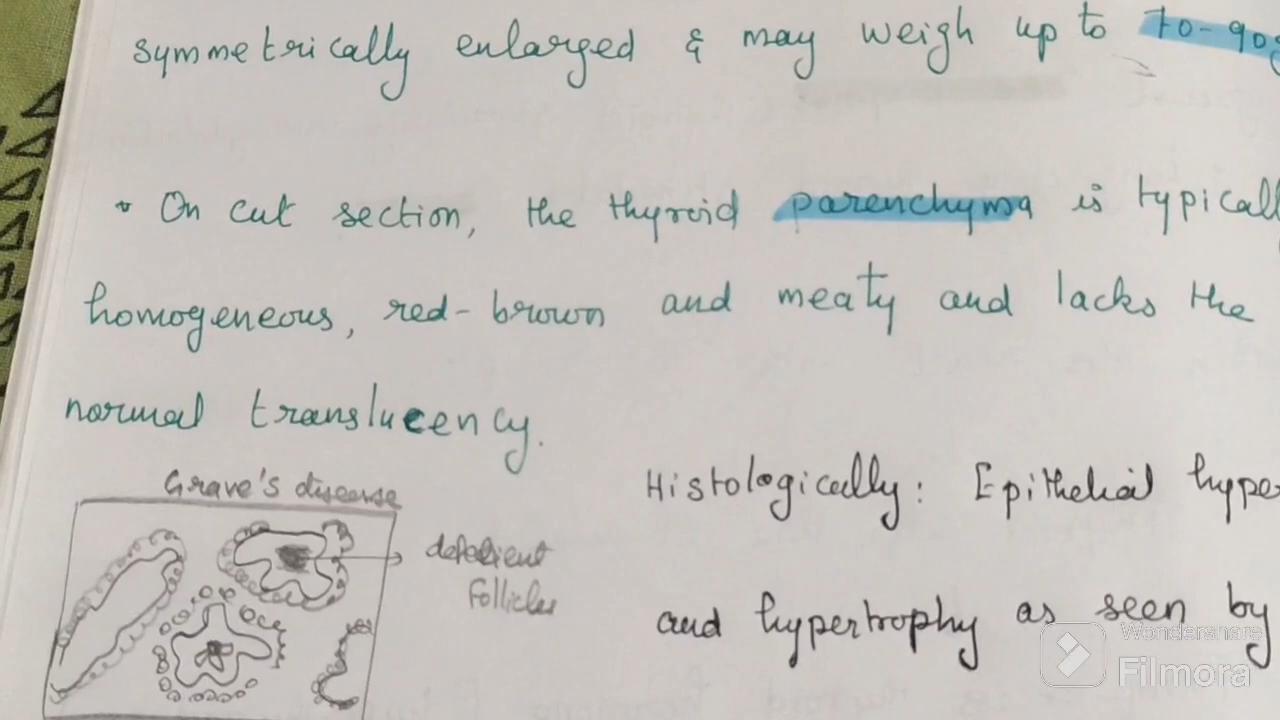 symmetrically enlarged & may weigh up to 70-90g
On cut section, the thyroid parenchyma is typicall
homogeneous, red-brown and meaty and lacks the
normal translucency.
Grave's disease
follicles
Histologically: Epithelial hype
and hypertrophy as seen by
Wondershare
Filmora